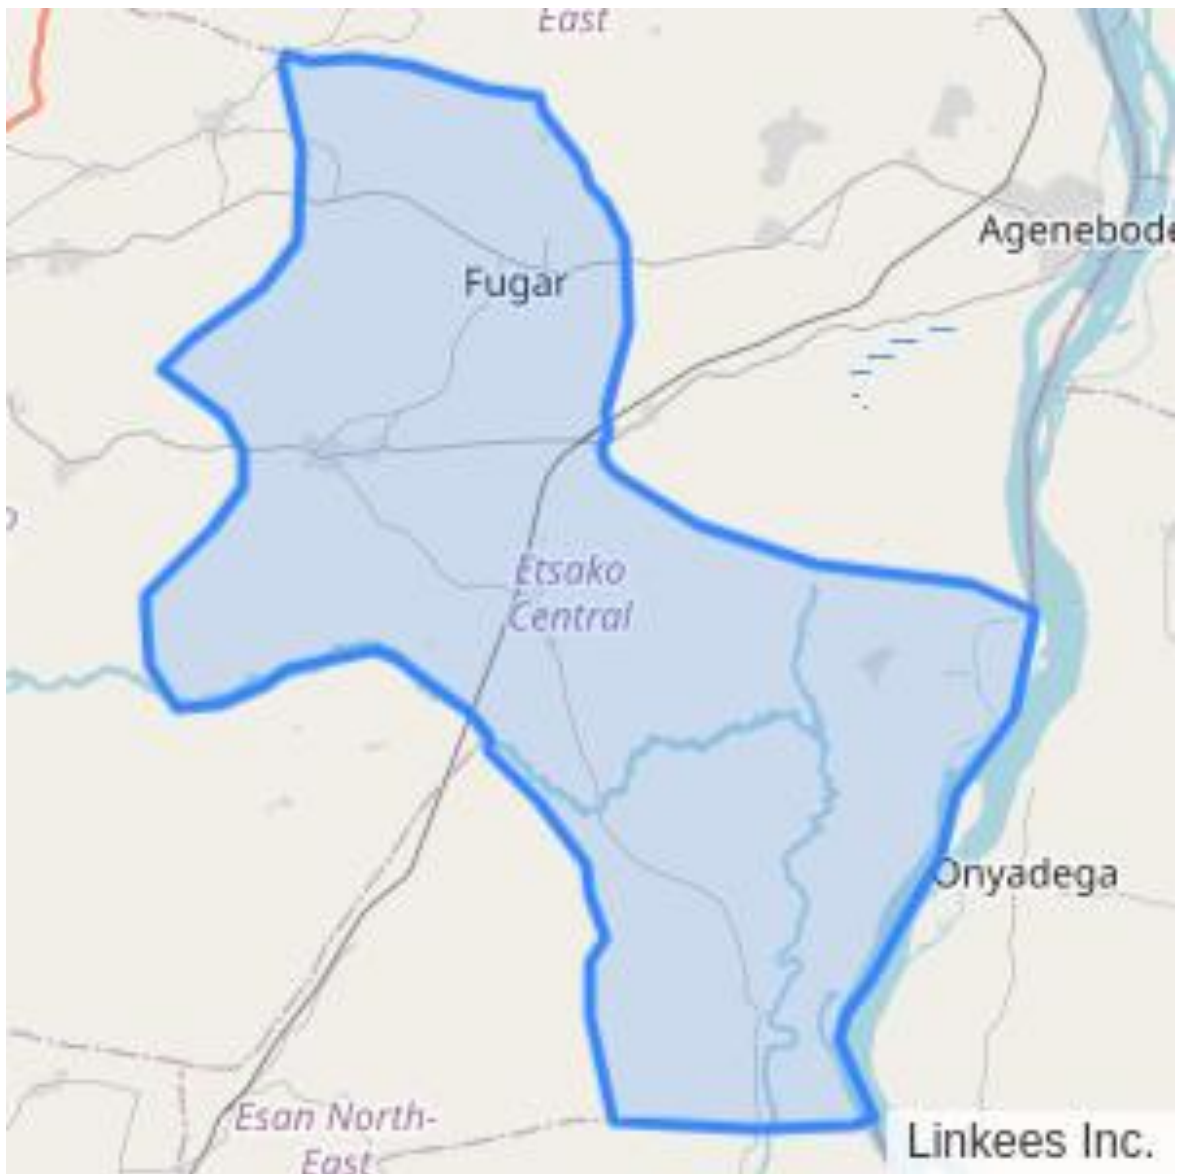 East
Agenebode
Fugar
Etsako
Central
Onyadega
Esan North-
East
Linkees Inc.